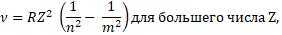 ν = RZ² (1/n² − 1/m²) для большего числа Z,